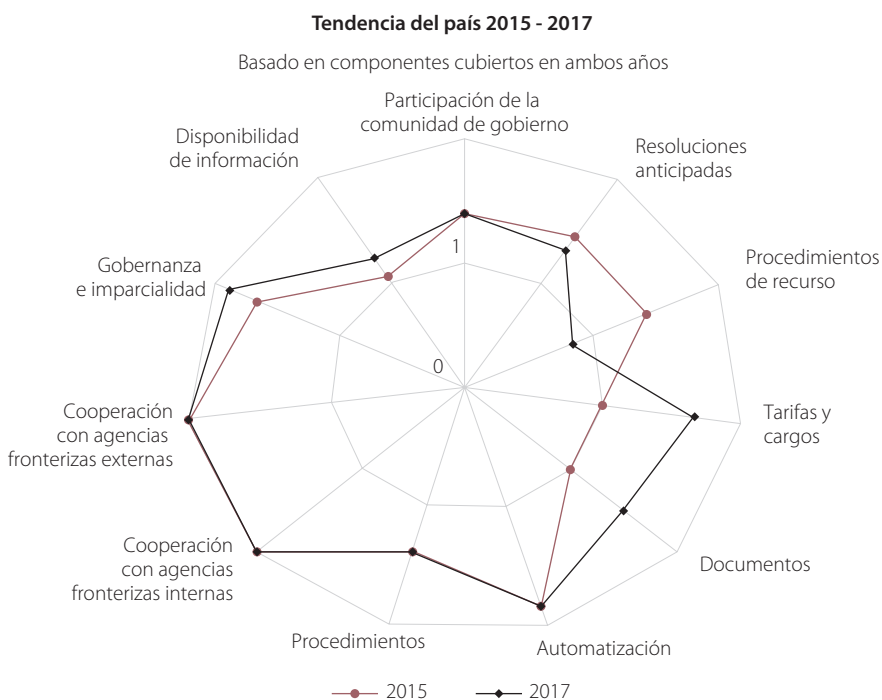 Tendencia del país 2015 - 2017
Basado en componentes cubiertos en ambos años
Participación de la
comunidad de gobierno
Resoluciones
anticipadas
Procedimientos
de recurso
Tarifas y
cargos
Documentos
Automatización
Procedimientos
Cooperación
con agencias
fronterizas internas
Cooperación
con agencias
fronterizas externas
Gobernanza
e imparcialidad
Disponibilidad
de información
1
0
2015
2017